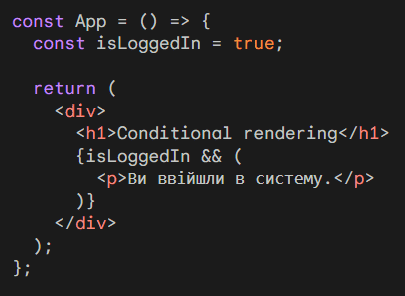 const App = () => {
  const isLoggedIn = true;

  return (
    <div>
      <h1>Conditional rendering</h1>
      {isLoggedIn && (
        <p>Ви ввійшли в систему.</p>
      )}
    </div>
  );
};